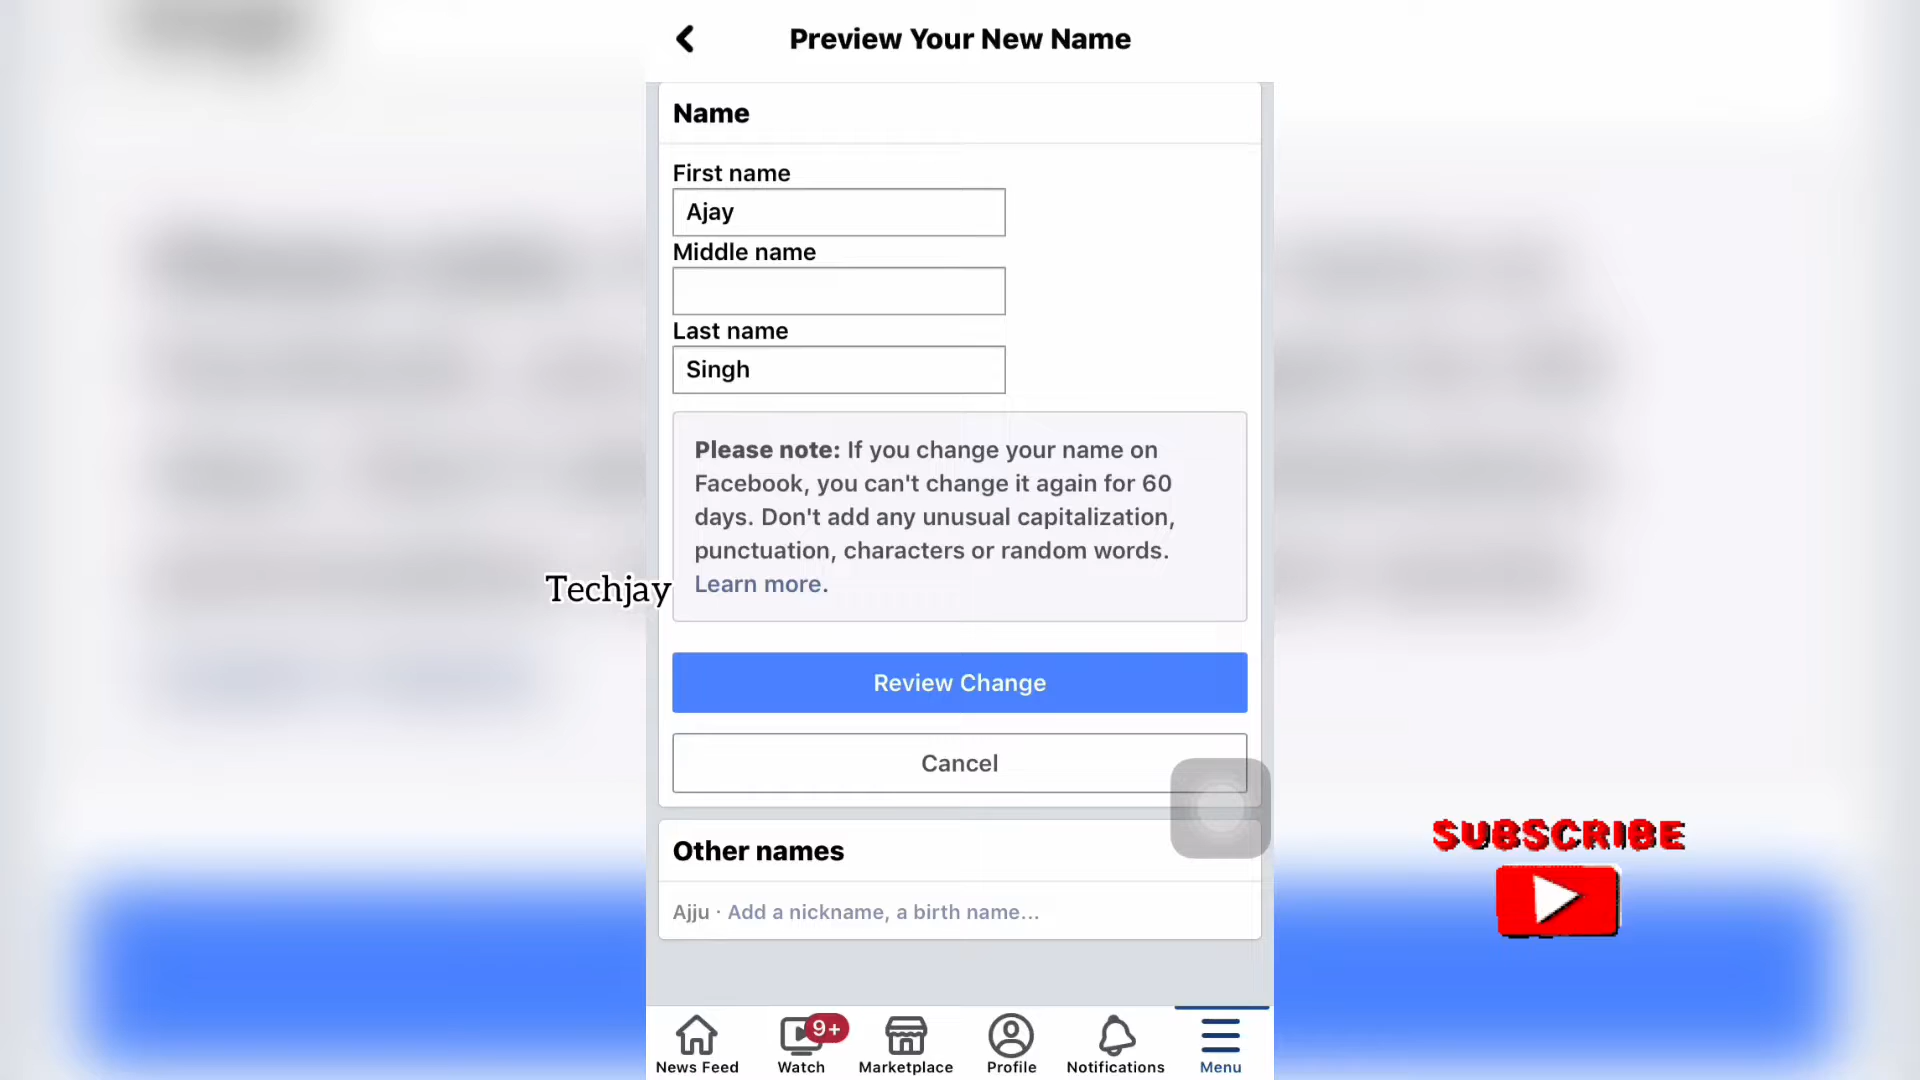 Preview Your New Name
Name
First name
Ajay
Middle name
Last name
Singh
Please note: If you change your name on
Facebook, you can't change it again for 60
days. Don't add any unusual capitalization,
punctuation, characters or random words.
Learn more.
Techjay
Review Change
Cancel
SUBSCRIBE
Other names
Ajju · Add a nickname, a birth name...
9+
News Feed Watch Marketplace Profile Notifications Menu